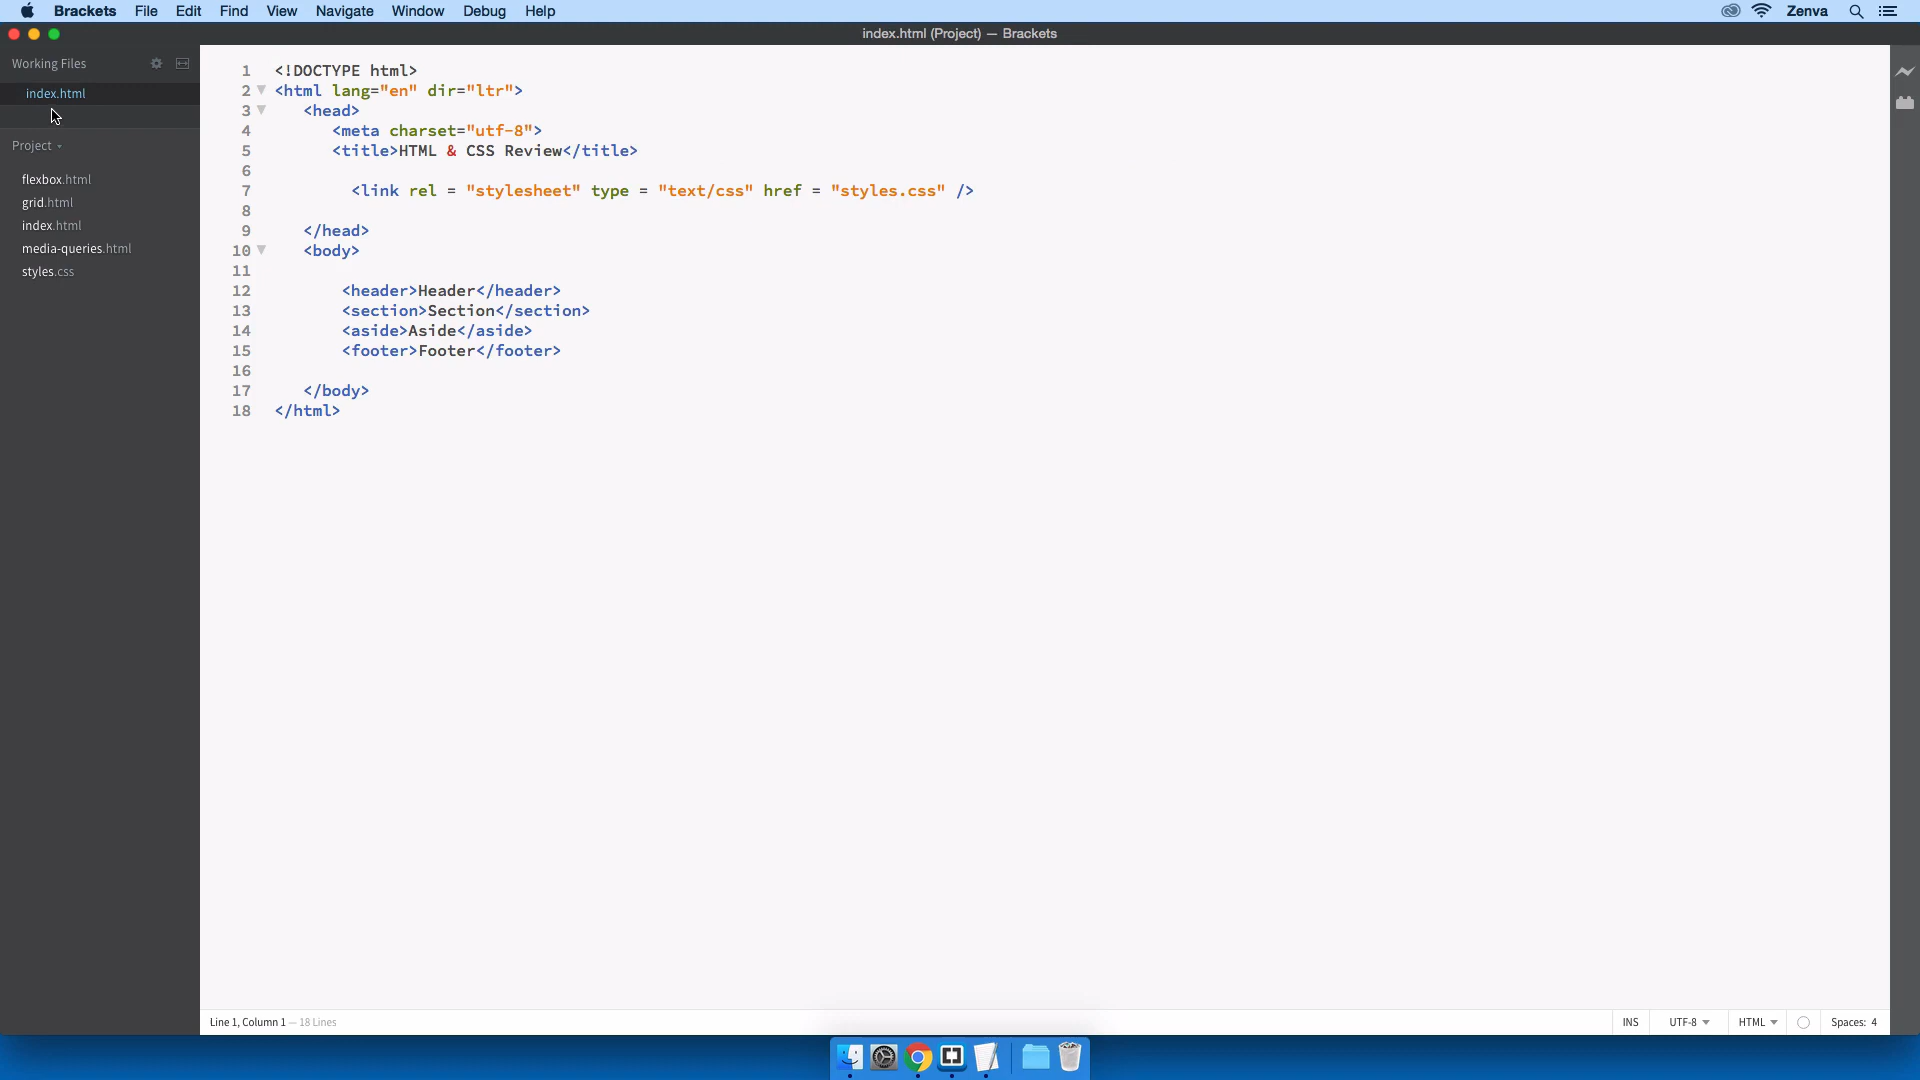 Brackets File Edit Find View Navigate Window Debug Help Zenva
index.html (Project) — Brackets
Working Files
index.html
Project
flexbox.html
grid.html
index.html
media-queries.html
styles.css
1 <!DOCTYPE html>
2 <html lang="en" dir="ltr">
3 <head>
4 <meta charset="utf-8">
5 <title>HTML & CSS Review</title>
6
7 <link rel = "stylesheet" type = "text/css" href = "styles.css" />
8
9 </head>
10 <body>
11
12 <header>Header</header>
13 <section>Section</section>
14 <aside>Aside</aside>
15 <footer>Footer</footer>
16
17 </body>
18 </html>
Line 1, Column 1 — 18 Lines INS UTF-8 HTML Spaces: 4